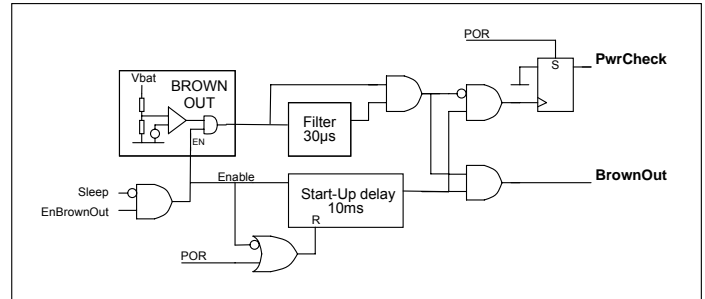 POR
S
PwrCheck
Vbat
BROWN
OUT
EN
Filter
30µs
BrownOut
Sleep
EnBrownOut
Enable
Start-Up delay
10ms
R
POR